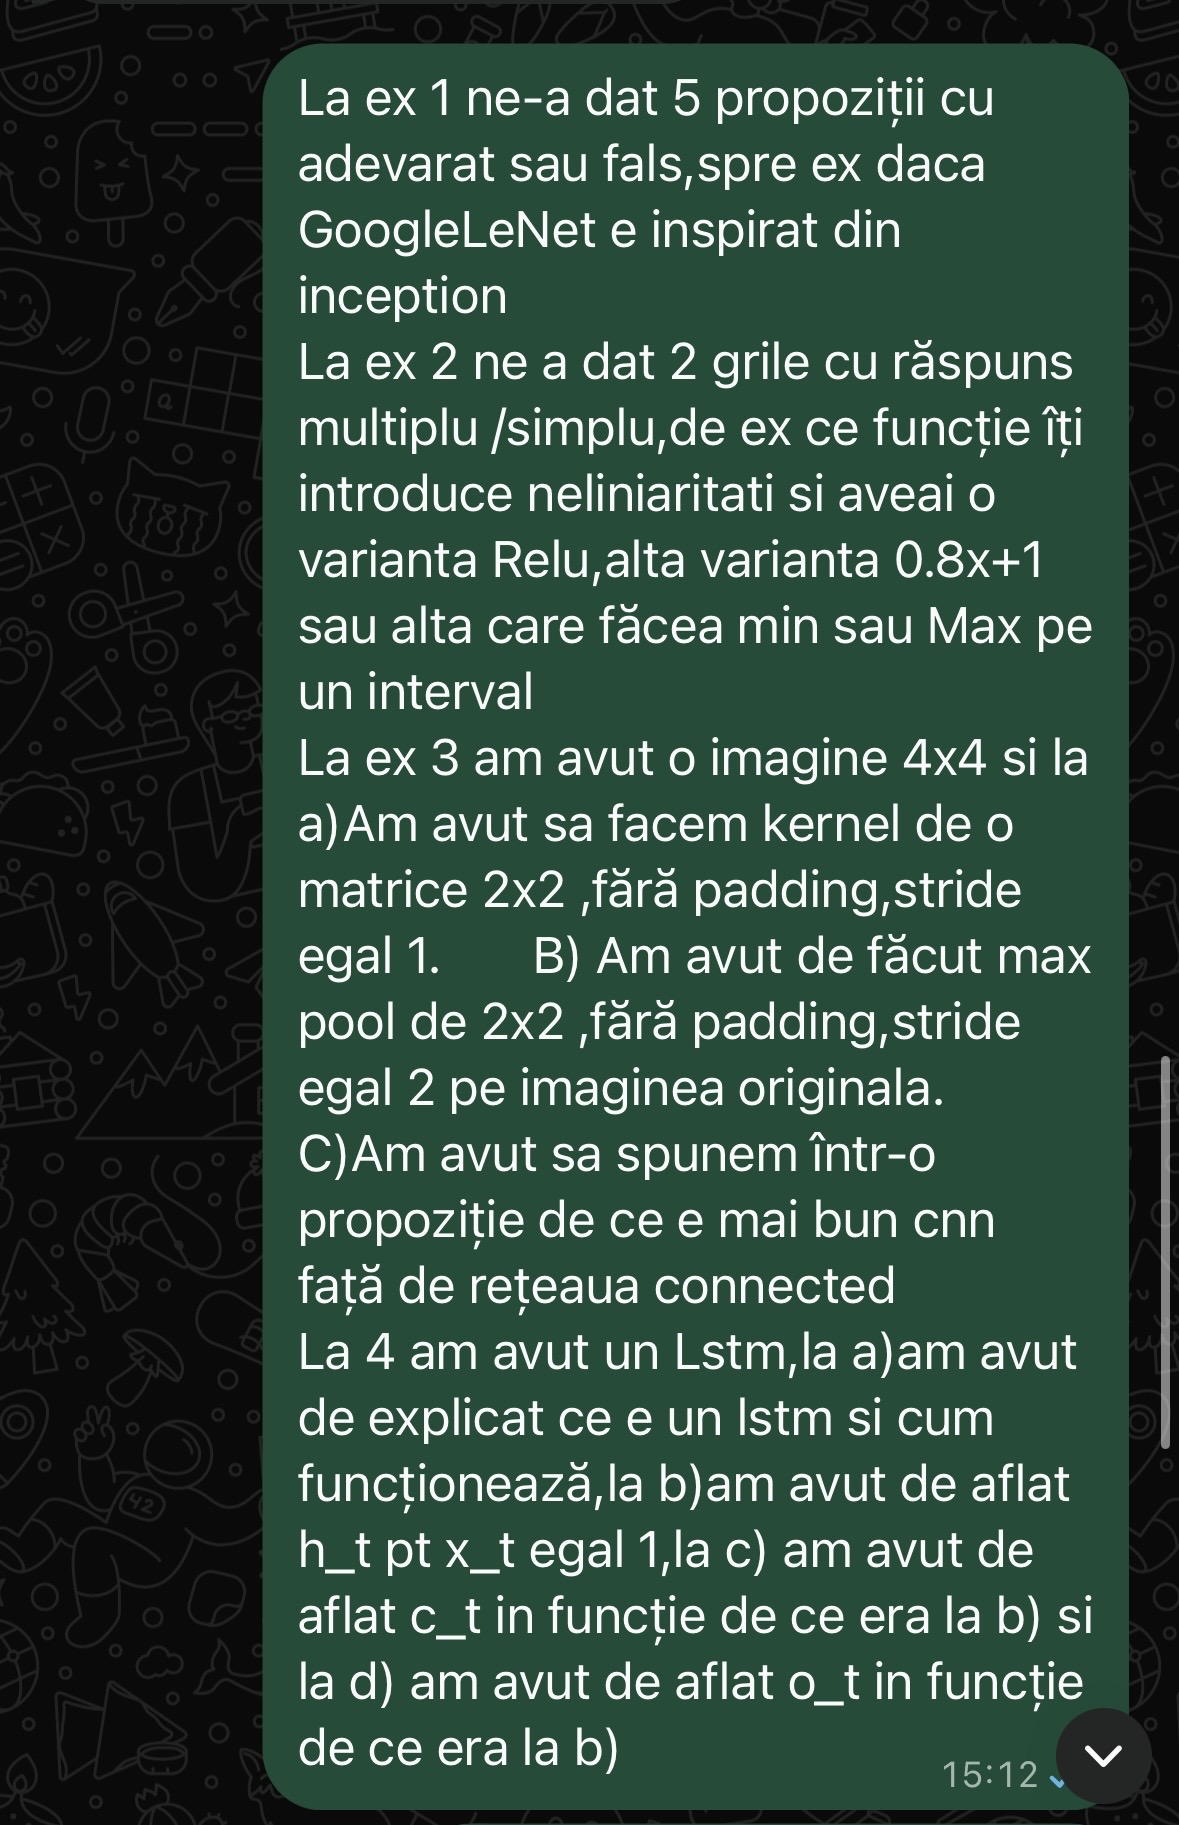 La ex 1 ne-a dat 5 propoziții cu
adevarat sau fals,spre ex daca
GoogleLeNet e inspirat din
inception
La ex 2 ne a dat 2 grile cu răspuns
multiplu /simplu,de ex ce funcție îți
introduce neliniaritati si aveai o
varianta Relu,alta varianta 0.8x+1
sau alta care făcea min sau Max pe
un interval
La ex 3 am avut o imagine 4x4 si la
a)Am avut sa facem kernel de o
matrice 2x2 ,fără padding,stride
egal 1. B) Am avut de făcut max
pool de 2x2 ,fără padding,stride
egal 2 pe imaginea originala.
C)Am avut sa spunem într-o
propoziție de ce e mai bun cnn
față de rețeaua connected
La 4 am avut un Lstm,la a)am avut
de explicat ce e un lstm si cum
funcționează,la b)am avut de aflat
h_t pt x_t egal 1,la c) am avut de
aflat c_t in funcție de ce era la b) si
la d) am avut de aflat o_t in funcție
de ce era la b)
15:12